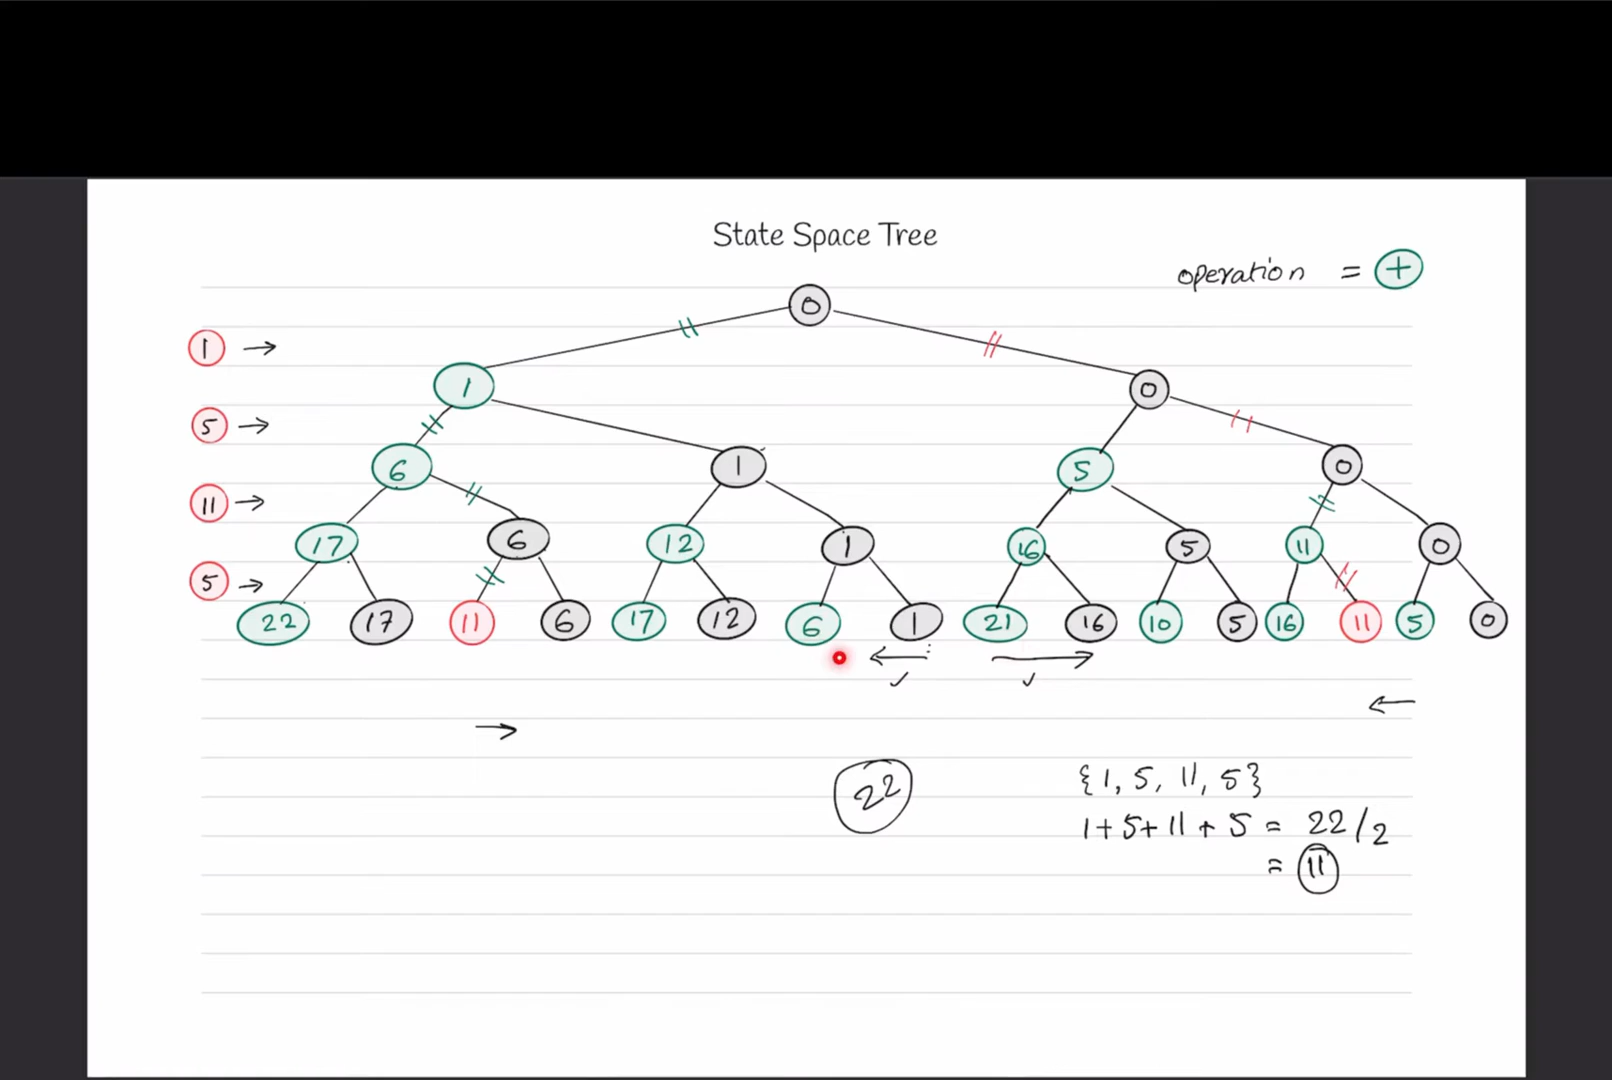 State Space Tree
operation = +
0
1 →
1 0
5 →
6 1 5 0
11 →
17 6 12 1 16 5 11 0
5 →
22 17 11 6 17 12 6 1 21 16 10 5 16 11 5 0
22
{1, 5, 11, 5}
1+5+11+5 = 22/2
= 11